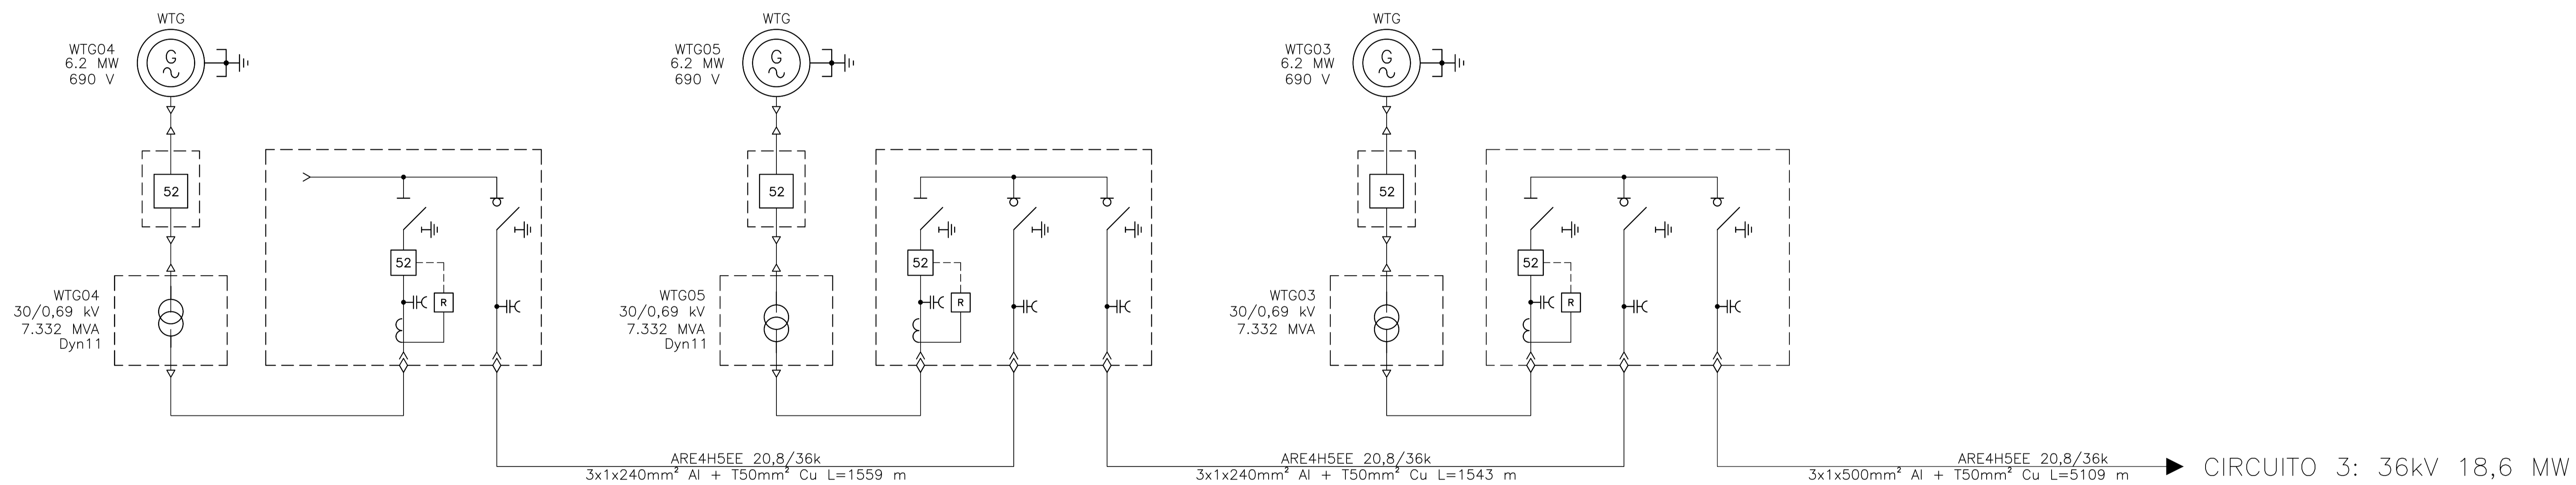 WTG
WTG04
6.2 MW
690 V
G
52
WTG04
30/0,69 kV
7.332 MVA
Dyn11
52
R
WTG
WTG05
6.2 MW
690 V
G
52
WTG05
30/0,69 kV
7.332 MVA
Dyn11
52
R
WTG
WTG03
6.2 MW
690 V
G
52
WTG03
30/0,69 kV
7.332 MVA
52
R
ARE4H5EE 20,8/36k
3x1x240mm² Al + T50mm² Cu L=1559 m
ARE4H5EE 20,8/36k
3x1x240mm² Al + T50mm² Cu L=1543 m
ARE4H5EE 20,8/36k
3x1x500mm² Al + T50mm² Cu L=5109 m
CIRCUITO 3: 36kV 18,6 MW